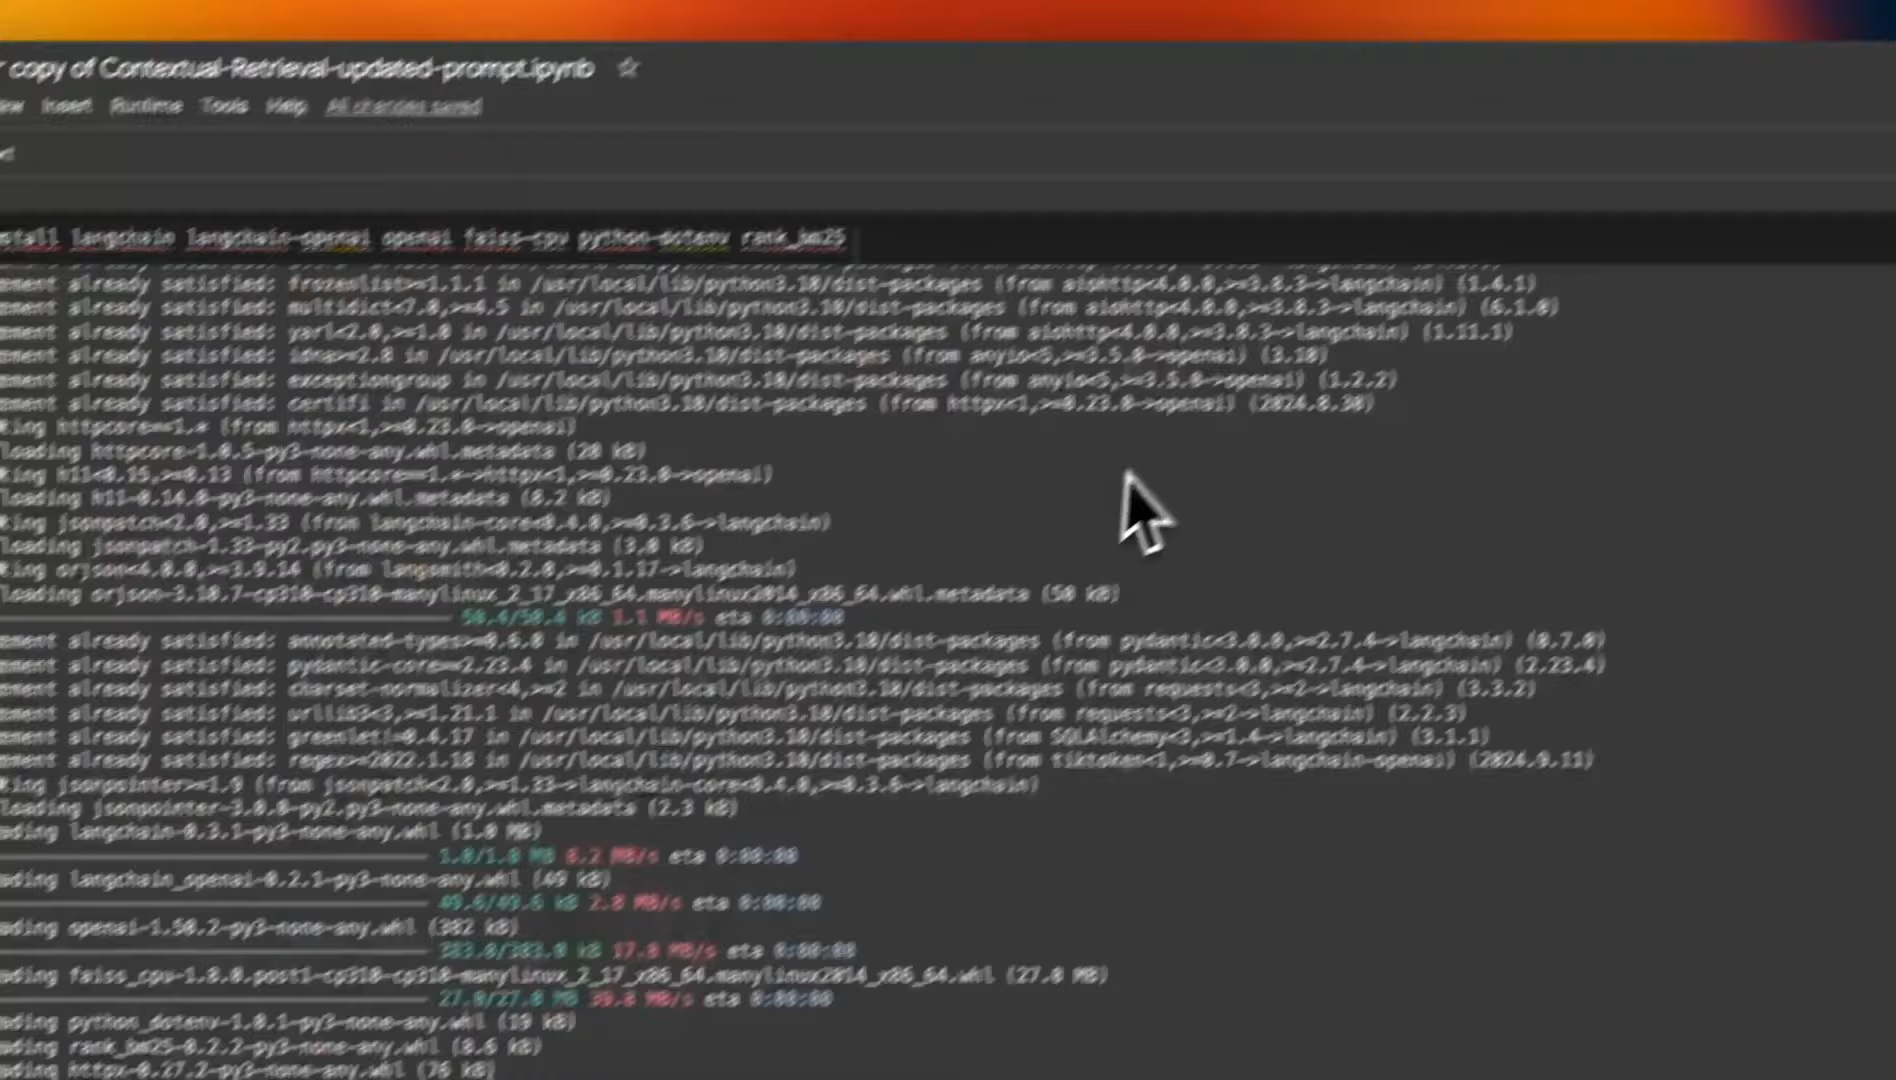 copy of Contextual-Retrieval-updated-prompt.ipynb
Insert Runtime Tools Help All changes saved
stall langchain langchain-openai openai faiss-cpu python-dotenv rank_bm25
ement already satisfied: frozenlist>=1.1.1 in /usr/local/lib/python3.10/dist-packages (from aiohttp<4.0.0,>=3.8.3->langchain) (1.4.1)
ement already satisfied: multidict<7.0,>=4.5 in /usr/local/lib/python3.10/dist-packages (from aiohttp<4.0.0,>=3.8.3->langchain) (6.1.0)
ement already satisfied: yarl<2.0,>=1.0 in /usr/local/lib/python3.10/dist-packages (from aiohttp<4.0.0,>=3.8.3->langchain) (1.11.1)
ement already satisfied: idna>=2.8 in /usr/local/lib/python3.10/dist-packages (from anyio<5,>=3.5.0->openai) (3.10)
ement already satisfied: exceptiongroup in /usr/local/lib/python3.10/dist-packages (from anyio<5,>=3.5.0->openai) (1.2.2)
ement already satisfied: certifi in /usr/local/lib/python3.10/dist-packages (from httpx<1,>=0.23.0->openai) (2024.8.30)
ting httpcore==1.* (from httpx<1,>=0.23.0->openai)
loading httpcore-1.0.5-py3-none-any.whl.metadata (20 kB)
ting h11<0.15,>=0.13 (from httpcore==1.*->httpx<1,>=0.23.0->openai)
loading h11-0.14.0-py3-none-any.whl.metadata (8.2 kB)
ting jsonpatch<2.0,>=1.33 (from langchain-core<0.4.0,>=0.3.6->langchain)
loading jsonpatch-1.33-py2.py3-none-any.whl.metadata (3.0 kB)
ting orjson<4.0.0,>=3.9.14 (from langsmith<0.2.0,>=0.1.17->langchain)
loading orjson-3.10.7-cp310-cp310-manylinux_2_17_x86_64.manylinux2014_x86_64.whl.metadata (50 kB)
50.4/50.4 kB 1.1 MB/s eta 0:00:00
ement already satisfied: annotated-types>=0.6.0 in /usr/local/lib/python3.10/dist-packages (from pydantic<3.0.0,>=2.7.4->langchain) (0.7.0)
ement already satisfied: pydantic-core==2.23.4 in /usr/local/lib/python3.10/dist-packages (from pydantic<3.0.0,>=2.7.4->langchain) (2.23.4)
ement already satisfied: charset-normalizer<4,>=2 in /usr/local/lib/python3.10/dist-packages (from requests<3,>=2->langchain) (3.3.2)
ement already satisfied: urllib3<3,>=1.21.1 in /usr/local/lib/python3.10/dist-packages (from requests<3,>=2->langchain) (2.2.3)
ement already satisfied: greenlet!=0.4.17 in /usr/local/lib/python3.10/dist-packages (from SQLAlchemy<3,>=1.4->langchain) (3.1.1)
ement already satisfied: regex>=2022.1.18 in /usr/local/lib/python3.10/dist-packages (from tiktoken<1,>=0.7->langchain-openai) (2024.9.11)
ting jsonpointer>=1.9 (from jsonpatch<2.0,>=1.33->langchain-core<0.4.0,>=0.3.6->langchain)
loading jsonpointer-3.0.0-py2.py3-none-any.whl.metadata (2.3 kB)
ading langchain-0.3.1-py3-none-any.whl (1.0 MB)
1.0/1.0 MB 8.2 MB/s eta 0:00:00
ading langchain_openai-0.2.1-py3-none-any.whl (49 kB)
49.6/49.6 kB 2.8 MB/s eta 0:00:00
ading openai-1.50.2-py3-none-any.whl (382 kB)
383.0/383.0 kB 17.8 MB/s eta 0:00:00
ading faiss_cpu-1.8.0.post1-cp310-cp310-manylinux_2_17_x86_64.manylinux2014_x86_64.whl (27.0 MB)
27.0/27.0 MB 39.8 MB/s eta 0:00:00
ading python_dotenv-1.0.1-py3-none-any.whl (19 kB)
ading rank_bm25-0.2.2-py3-none-any.whl (8.6 kB)
ading httpx-0.27.2-py3-none-any.whl (76 kB)